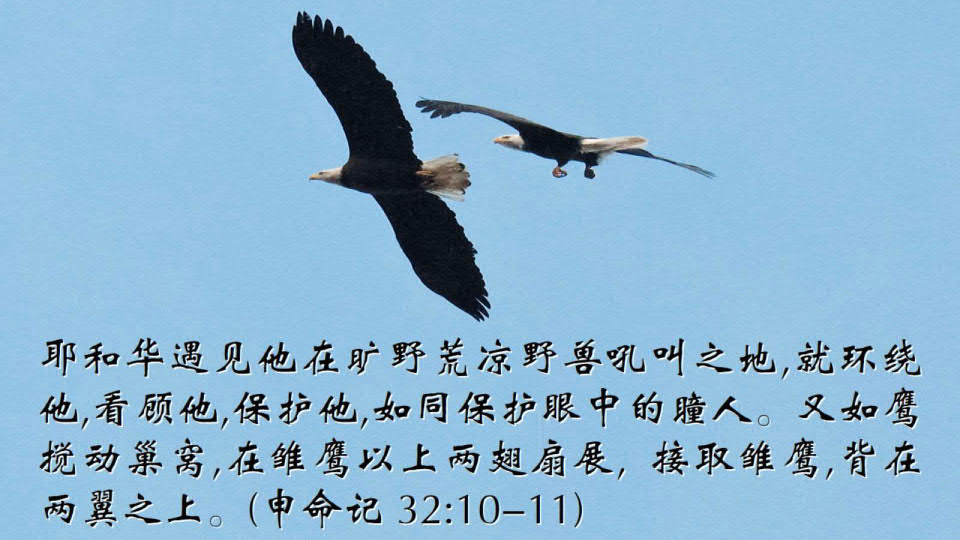 耶和华遇见他在旷野荒凉野兽吼叫之地,就环绕
他,看顾他,保护他,如同保护眼中的瞳人。又如鹰
搅动巢窝,在雏鹰以上两翅扇展, 接取雏鹰,背在
两翼之上。(申命记 32:10-11)